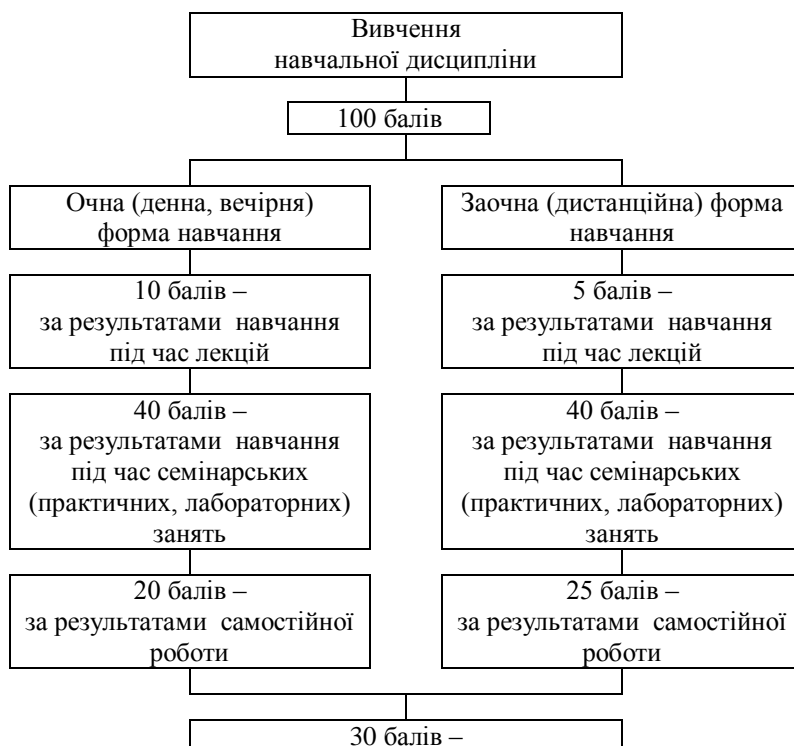 Вивчення
навчальної дисципліни
100 балів
Очна (денна, вечірня)
форма навчання
10 балів –
за результатами навчання
під час лекцій
40 балів –
за результатами навчання
під час семінарських
(практичних, лабораторних)
занять
20 балів –
за результатами самостійної
роботи
Заочна (дистанційна) форма
навчання
5 балів –
за результатами навчання
під час лекцій
40 балів –
за результатами навчання
під час семінарських
(практичних, лабораторних)
занять
25 балів –
за результатами самостійної
роботи
30 балів –